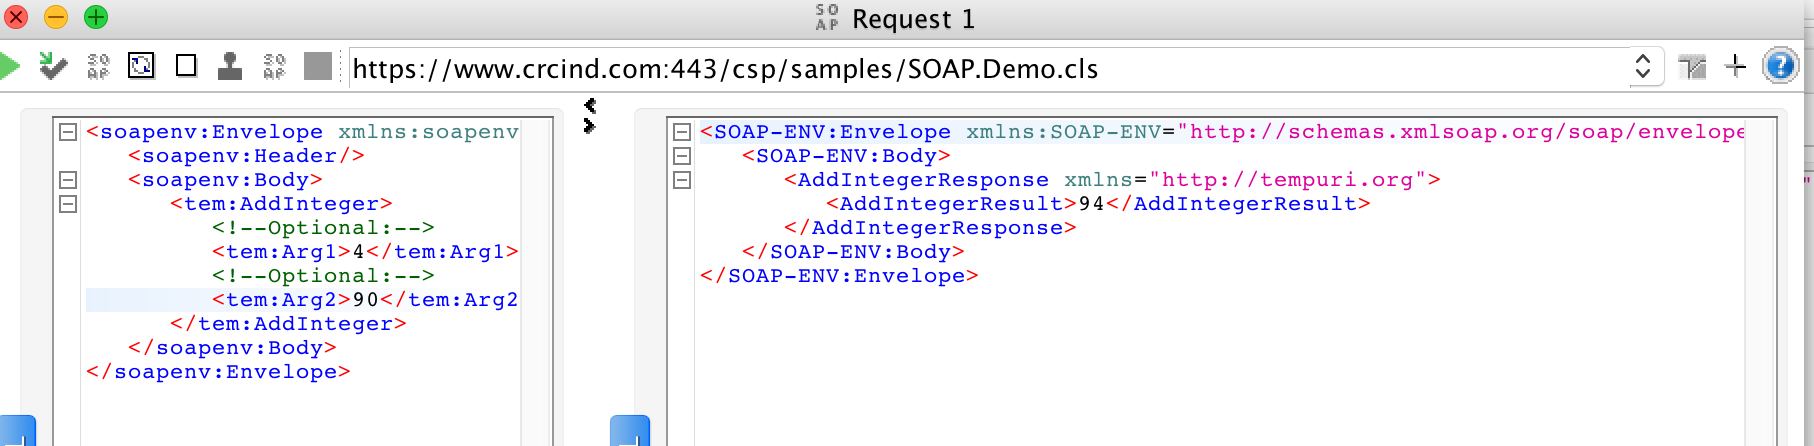 SOAP Request 1
SOAP SOAP https://www.crcind.com:443/csp/samples/SOAP.Demo.cls ?
<soapenv:Envelope xmlns:soapenv
<soapenv:Header/>
<soapenv:Body>
<tem:AddInteger>
<!--Optional:-->
<tem:Arg1>4</tem:Arg1>
<!--Optional:-->
<tem:Arg2>90</tem:Arg2
</tem:AddInteger>
</soapenv:Body>
</soapenv:Envelope>
<SOAP-ENV:Envelope xmlns:SOAP-ENV="http://schemas.xmlsoap.org/soap/envelope
<SOAP-ENV:Body>
<AddIntegerResponse xmlns="http://tempuri.org">
<AddIntegerResult>94</AddIntegerResult>
</AddIntegerResponse>
</SOAP-ENV:Body>
</SOAP-ENV:Envelope>